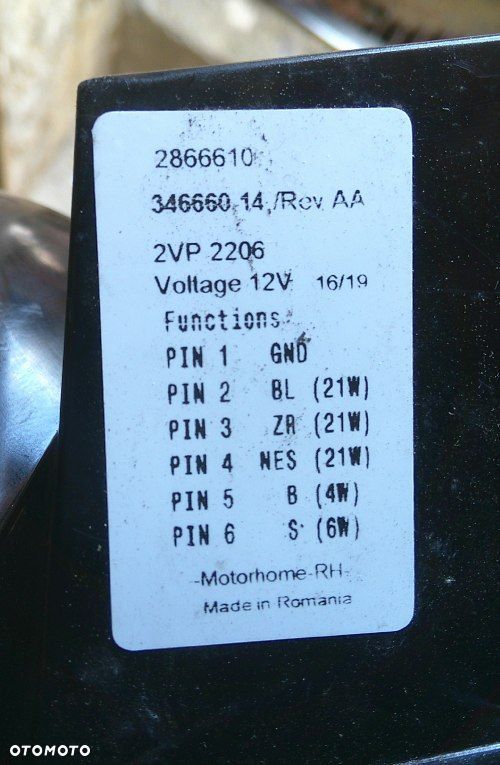 2866610
346660-14 /Rev AA
2VP 2206
Voltage 12V 16/19
Functions
PIN 1 GND
PIN 2 BL (21W)
PIN 3 ZR (21W)
PIN 4 NES (21W)
PIN 5 B (4W)
PIN 6 S (6W)
-Motorhome-RH-
Made in Romania
OTOMOTO